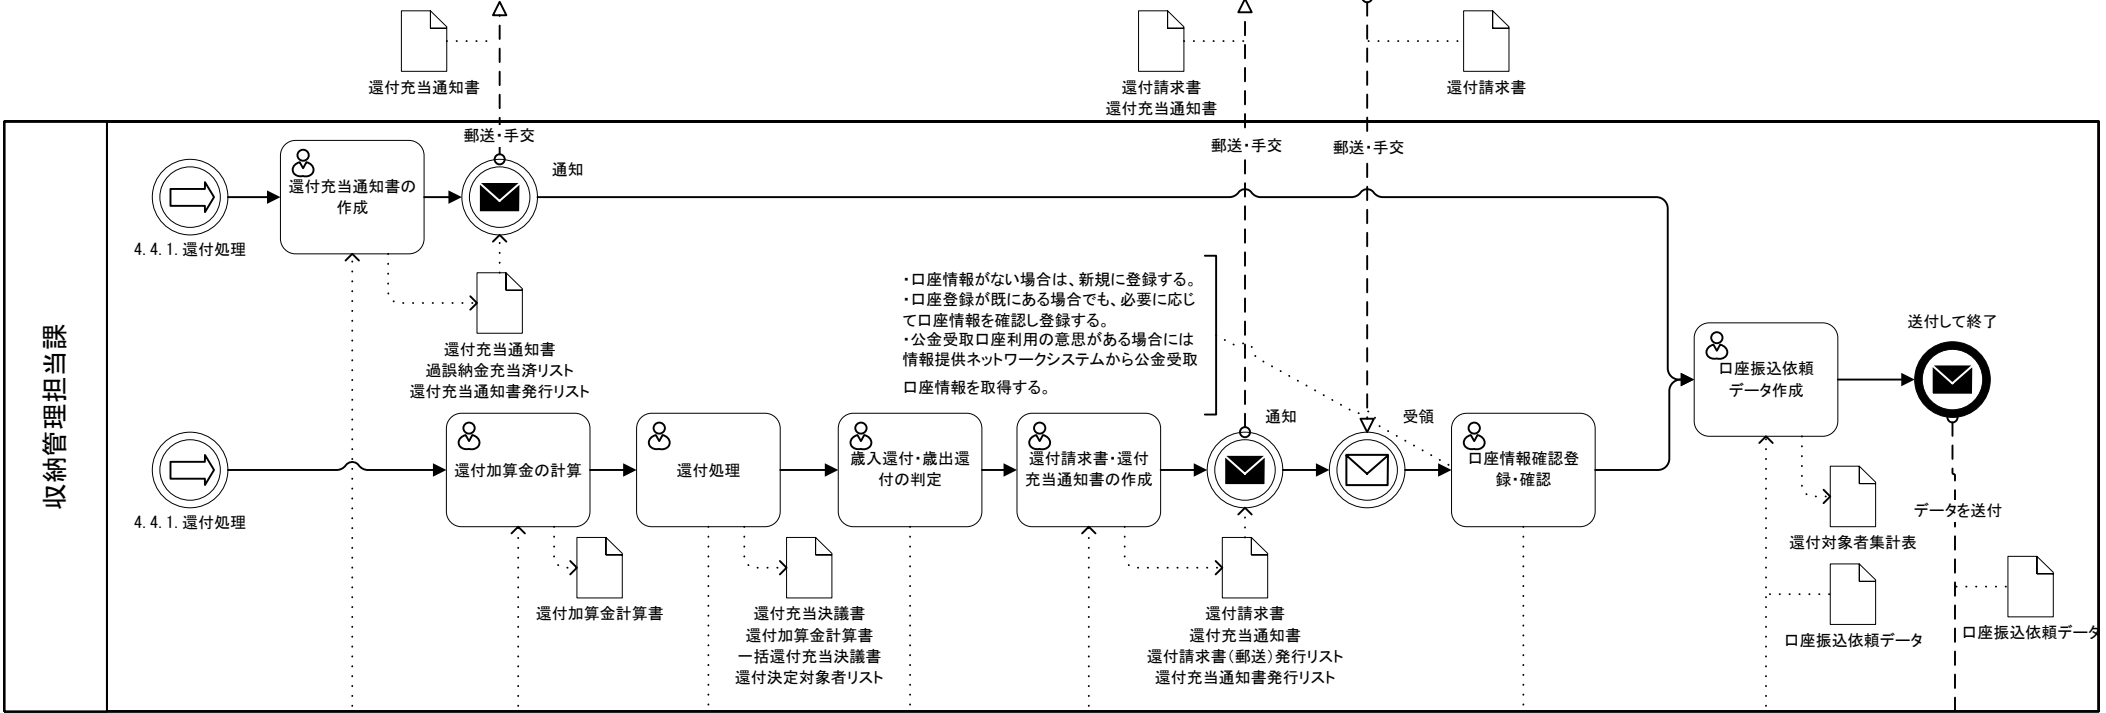 還付充当通知書
還付請求書
還付充当通知書
還付請求書
収納管理担当課
郵送・手交
郵送・手交
郵送・手交
4.4.1.還付処理
還付充当通知書の
作成
通知
還付充当通知書
過誤納金充当済リスト
還付充当通知書発行リスト
・口座情報がない場合は、新規に登録する。
・口座登録が既にある場合でも、必要に応じ
て口座情報を確認し登録する。
・公金受取口座利用の意思がある場合には
情報提供ネットワークシステムから公金受取
口座情報を取得する。
4.4.1.還付処理
還付加算金の計算
還付処理
歳入還付・歳出還
付の判定
還付請求書・還付
充当通知書の作成
通知
受領
口座情報確認登
録・確認
口座振込依頼
データ作成
送付して終了
還付加算金計算書
還付充当決議書
還付加算金計算書
一括還付充当決議書
還付決定対象者リスト
還付請求書
還付充当通知書
還付請求書(郵送)発行リスト
還付充当通知書発行リスト
還付対象者集計表
口座振込依頼データ
データを送付
口座振込依頼データ